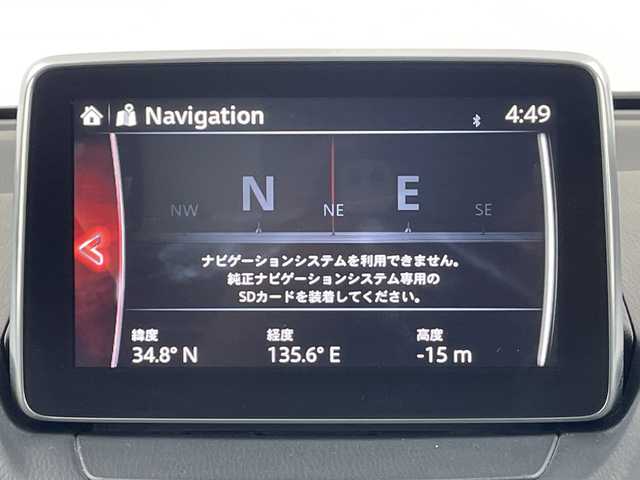 Navigation 4:49
NW N NE E SE
ナビゲーションシステムを利用できません。
純正ナビゲーションシステム専用の
SDカードを装着してください。
緯度 経度 高度
34.8° N 135.6° E -15 m